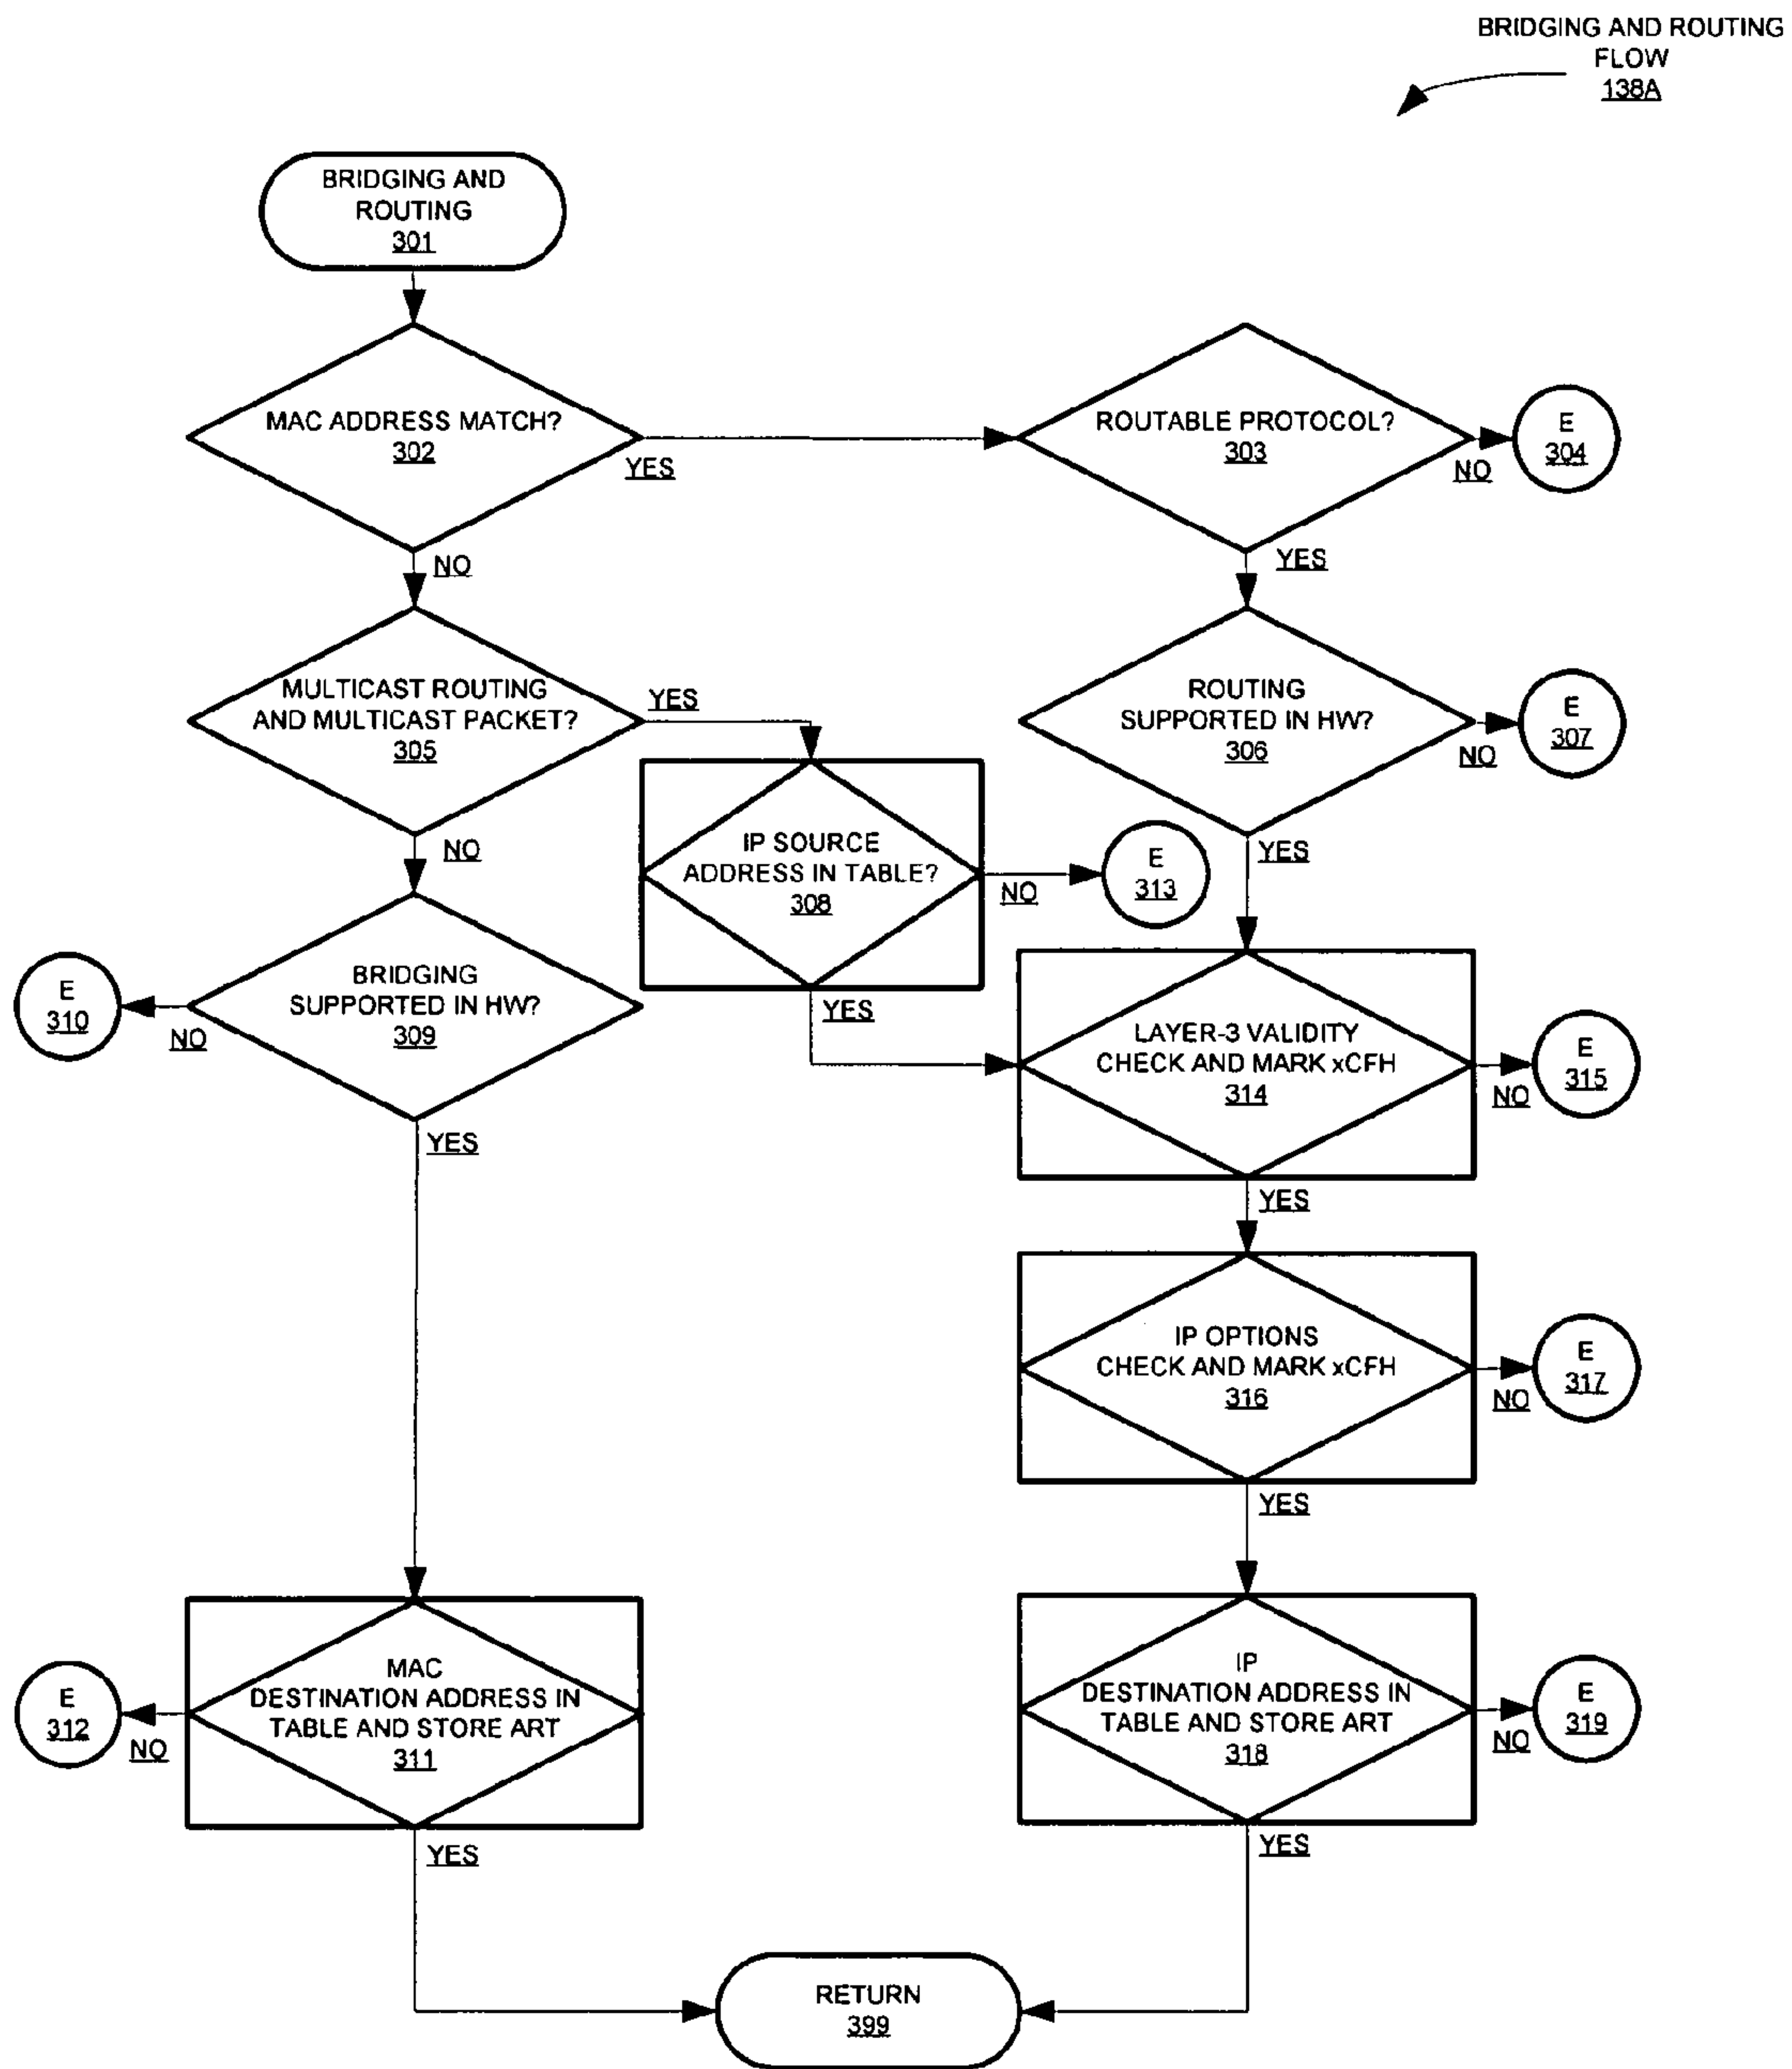 BRIDGING AND ROUTING
FLOW
138A
BRIDGING AND
ROUTING
301
MAC ADDRESS MATCH?
302
YES
NO
ROUTABLE PROTOCOL?
303
NO
E
304
YES
MULTICAST ROUTING
AND MULTICAST PACKET?
305
YES
NO
ROUTING
SUPPORTED IN HW?
306
NO
E
307
YES
IP SOURCE
ADDRESS IN TABLE?
308
NO
E
313
YES
BRIDGING
SUPPORTED IN HW?
309
NO
E
310
YES
LAYER-3 VALIDITY
CHECK AND MARK xCFH
314
NO
E
315
YES
IP OPTIONS
CHECK AND MARK xCFH
316
NO
E
317
YES
MAC
DESTINATION ADDRESS IN
TABLE AND STORE ART
311
NO
E
312
YES
IP
DESTINATION ADDRESS IN
TABLE AND STORE ART
318
NO
E
319
YES
RETURN
399